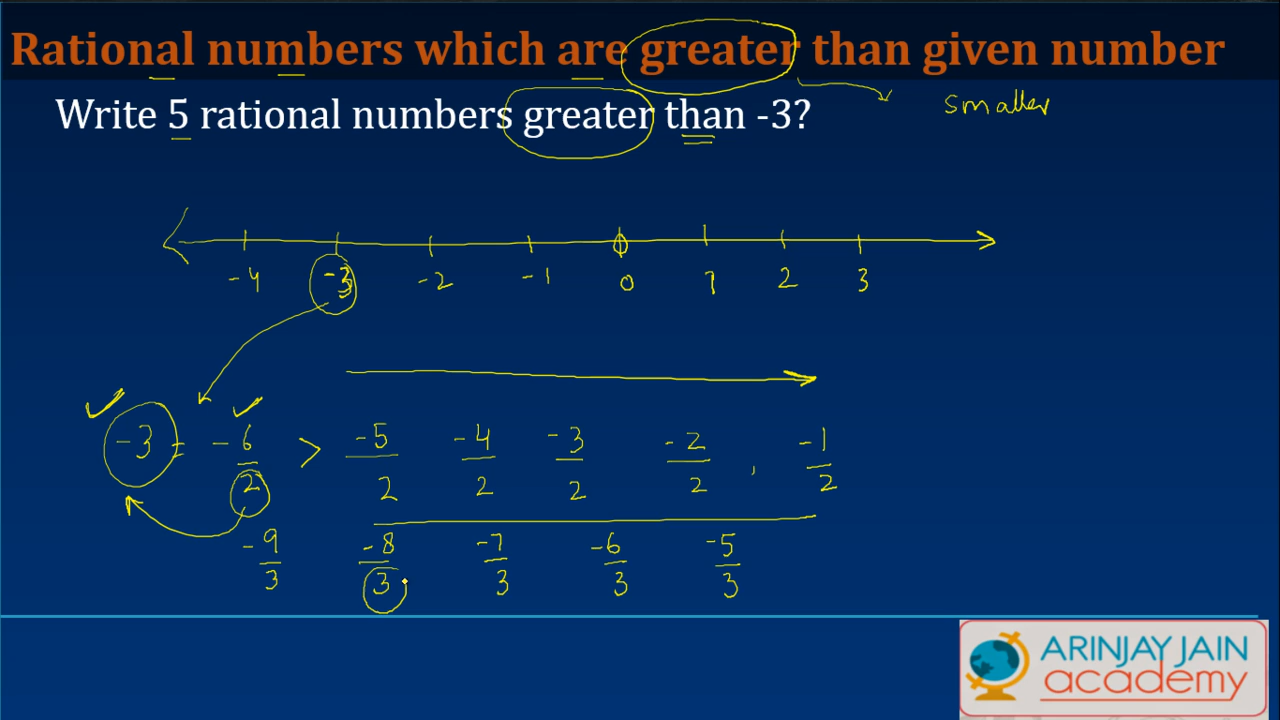 Rational numbers which are greater than given number
Write 5 rational numbers greater than -3?
smaller
-4 -3 -2 -1 0 1 2 3
-3 = -6/2 > -5/2 -4/2 -3/2 -2/2 , -1/2
-9/3 -8/3 -7/3 -6/3 -5/3
ARINJAY JAIN
academy